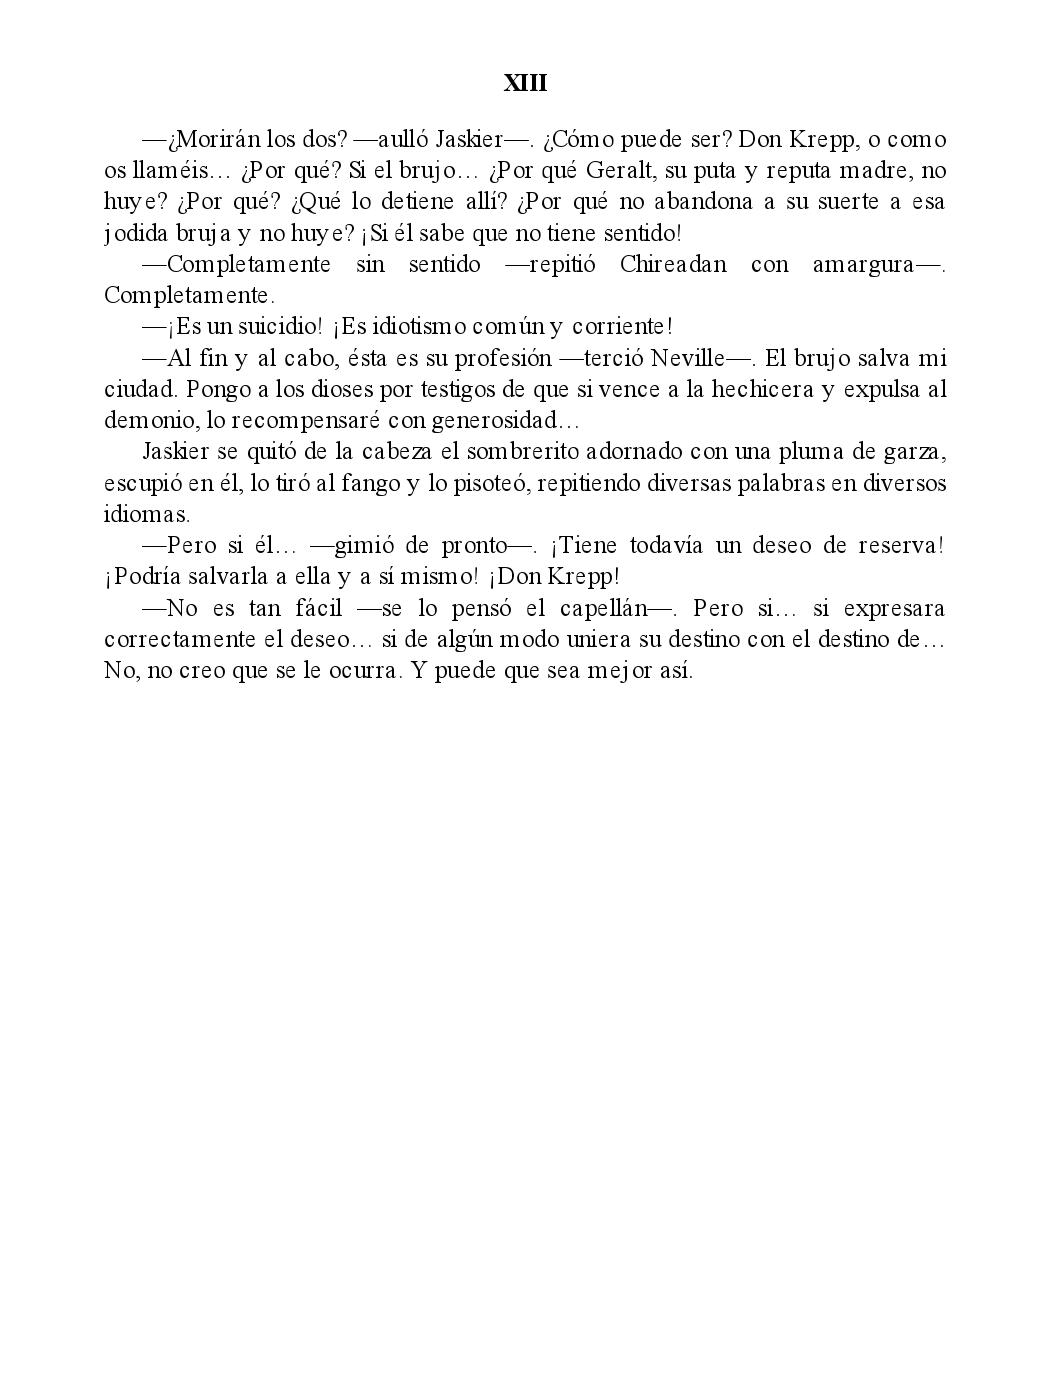 XIII
—¿Morirán los dos? —aulló Jaskier—. ¿Cómo puede ser? Don Krepp, o como
os llaméis… ¿Por qué? Si el brujo… ¿Por qué Geralt, su puta y reputa madre, no
huye? ¿Por qué? ¿Qué lo detiene allí? ¿Por qué no abandona a su suerte a esa
jodida bruja y no huye? ¡Si él sabe que no tiene sentido!
—Completamente sin sentido —repitió Chireadan con amargura—.
Completamente.
—¡Es un suicidio! ¡Es idiotismo común y corriente!
—Al fin y al cabo, ésta es su profesión —terció Neville—. El brujo salva mi
ciudad. Pongo a los dioses por testigos de que si vence a la hechicera y expulsa al
demonio, lo recompensaré con generosidad…
Jaskier se quitó de la cabeza el sombrerito adornado con una pluma de garza,
escupió en él, lo tiró al fango y lo pisoteó, repitiendo diversas palabras en diversos
idiomas.
—Pero si él… —gimió de pronto—. ¡Tiene todavía un deseo de reserva!
¡Podría salvarla a ella y a sí mismo! ¡Don Krepp!
—No es tan fácil —se lo pensó el capellán—. Pero si… si expresara
correctamente el deseo… si de algún modo uniera su destino con el destino de…
No, no creo que se le ocurra. Y puede que sea mejor así.